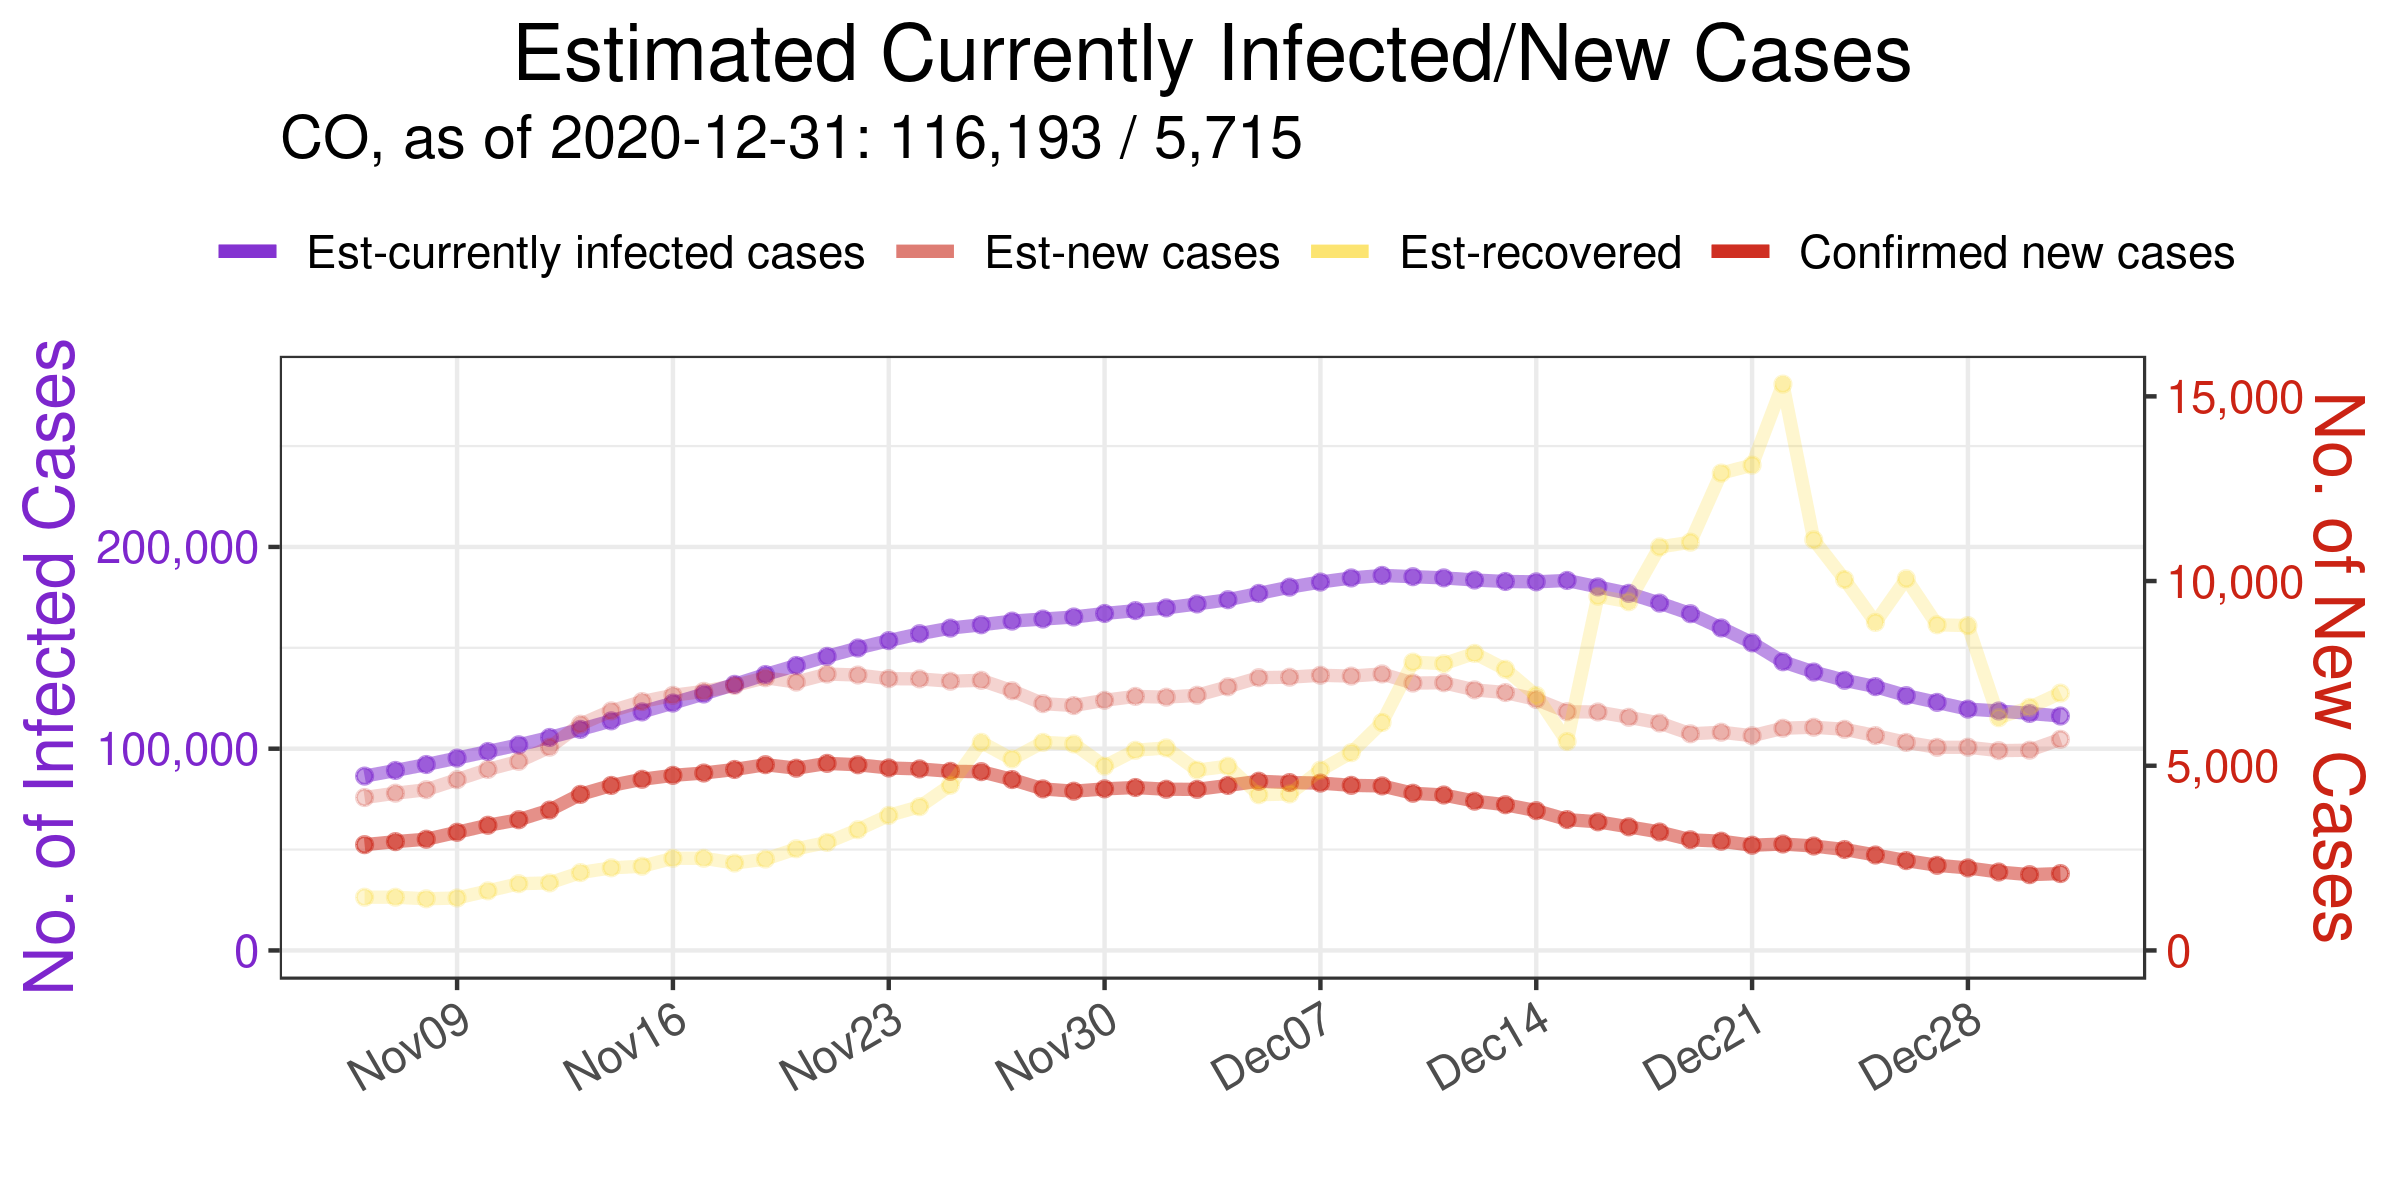 Estimated Currently Infected/New Cases
CO, as of 2020-12-31: 116,193 / 5,715
Est-currently infected cases Est-new cases Est-recovered Confirmed new cases
No. of Infected Cases
200,000
100,000
0
15,000
10,000
5,000
0
No. of New Cases
Nov09 Nov16 Nov23 Nov30 Dec07 Dec14 Dec21 Dec28